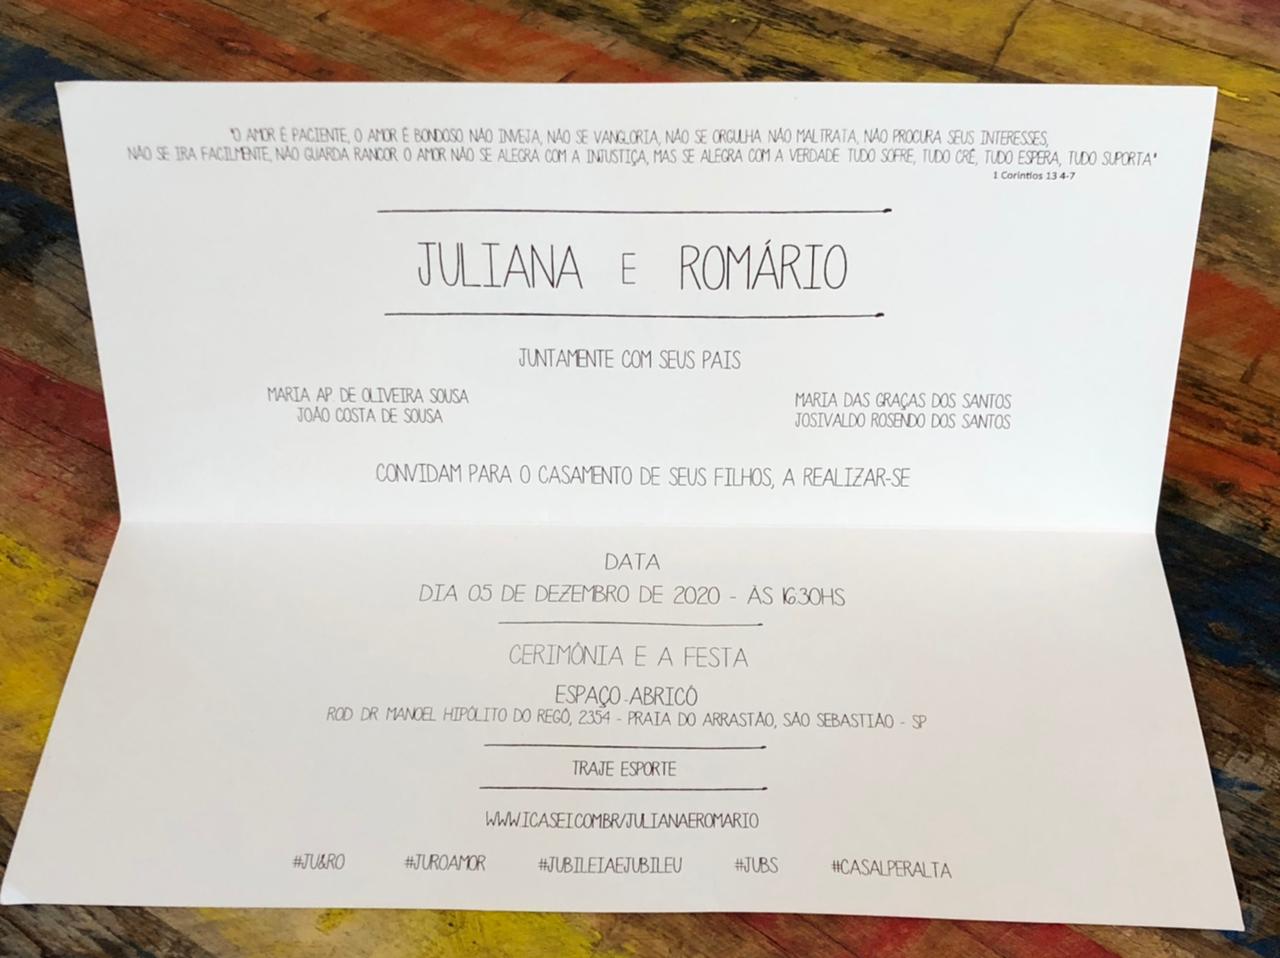 "O AMOR É PACIENTE, O AMOR É BONDOSO NÃO INVEJA, NÃO SE VANGLORIA, NÃO SE ORGULHA NÃO MALTRATA, NÃO PROCURA SEUS INTERESSES,
NÃO SE IRA FACILMENTE, NÃO GUARDA RANCOR O AMOR NÃO SE ALEGRA COM A INJUSTIÇA, MAS SE ALEGRA COM A VERDADE TUDO SOFRE, TUDO CRÊ, TUDO ESPERA, TUDO SUPORTA"
1 Coríntios 13 4-7
JULIANA E ROMÁRIO
JUNTAMENTE COM SEUS PAIS
MARIA AP DE OLIVEIRA SOUSA
JOÃO COSTA DE SOUSA
MARIA DAS GRAÇAS DOS SANTOS
JOSIVALDO ROSENDO DOS SANTOS
CONVIDAM PARA O CASAMENTO DE SEUS FILHOS, A REALIZAR-SE
DATA
DIA 05 DE DEZEMBRO DE 2020 - ÀS 16.30HS
CERIMÔNIA E A FESTA
ESPAÇO-ABRICÓ
ROD DR MANOEL HIPÓLITO DO REGÔ, 2354 - PRAIA DO ARRASTÃO, SÃO SEBASTIÃO - SP
TRAJE ESPORTE
WWW.ICASEI.COM.BR/JULIANAEROMARIO
#JU&RO #JUROAMOR #JUBILEIAEJUBILEU #JUBS #CASALPERALTA